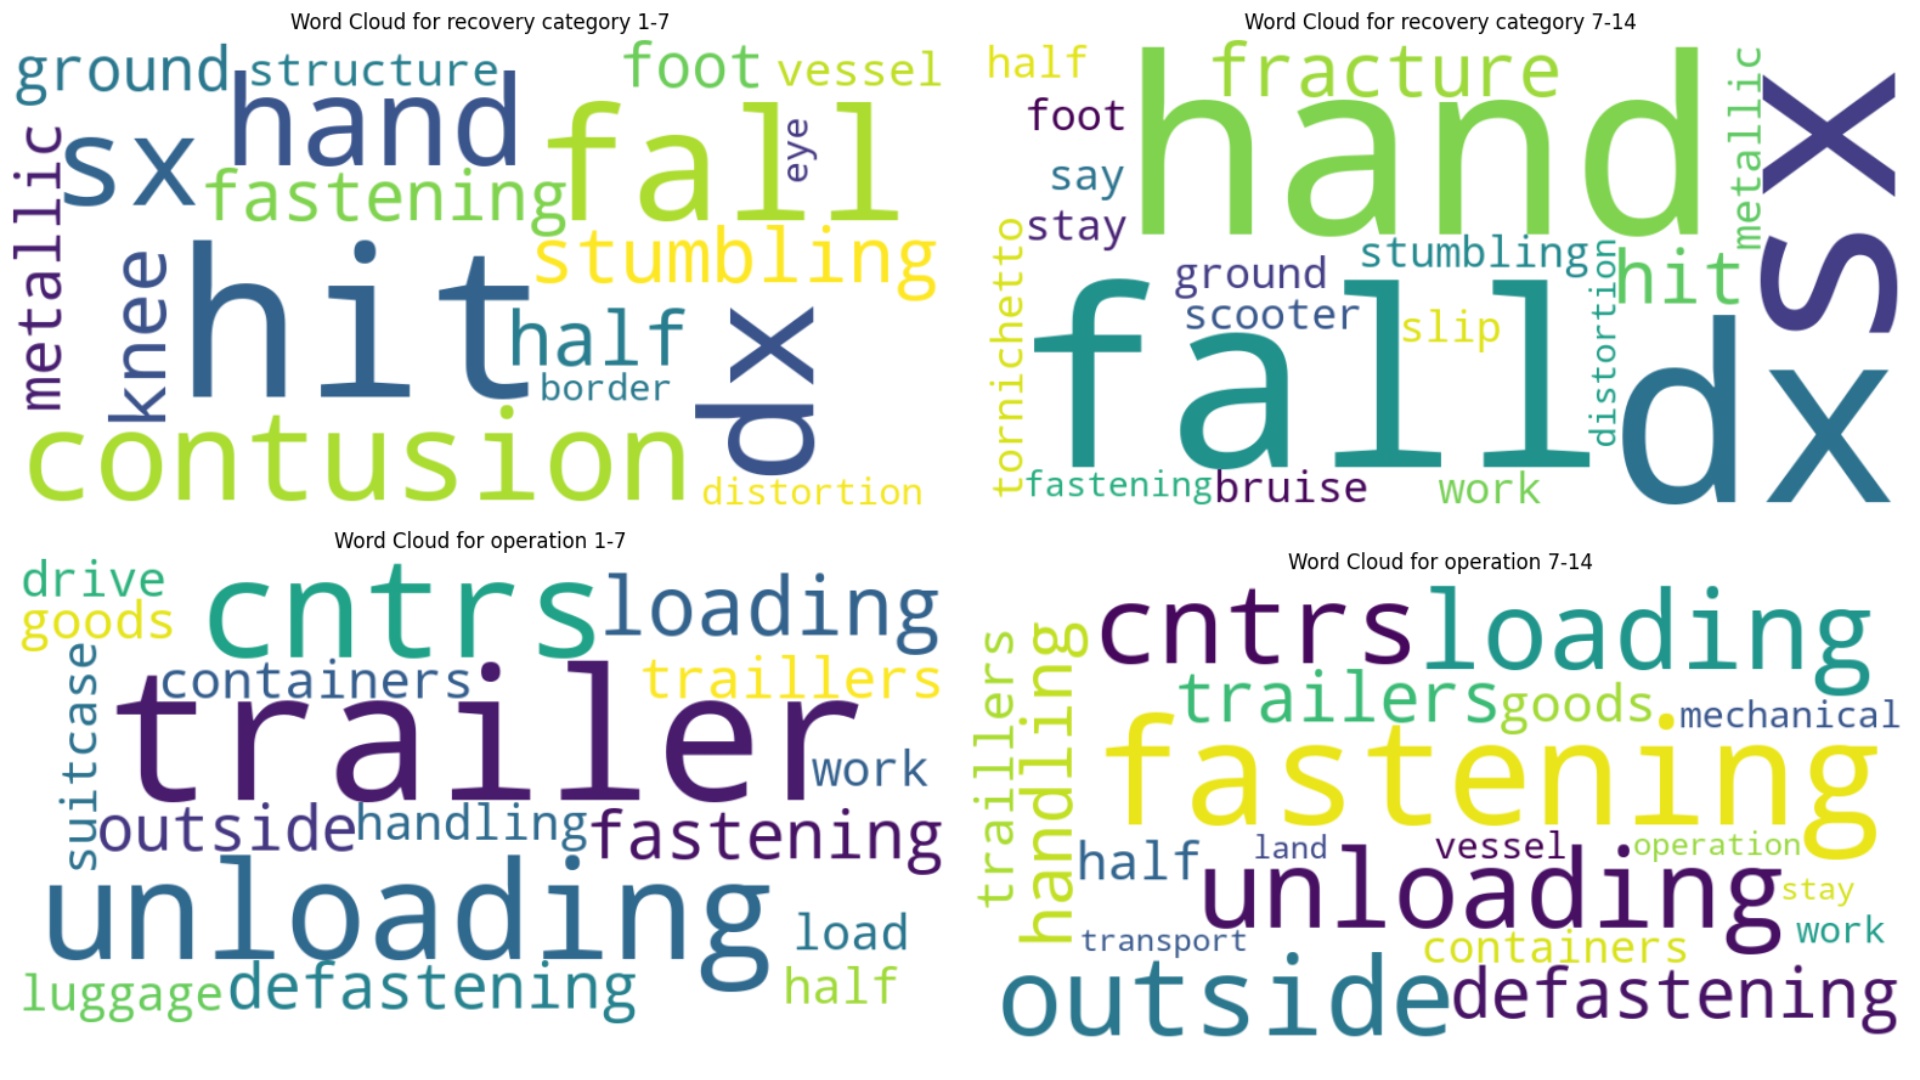 Word Cloud for recovery category 1-7
ground structure foot vessel
hand
sx fall eye
metallic fastening
stumbling
knee hit half dx
border
contusion
distortion
Word Cloud for recovery category 7-14
half fracture metallic
foot hand sx
say
stay
tornichetto ground stumbling hit
scooter slip distortion
fall dx
fastening bruise work
Word Cloud for operation 1-7
drive cntrs loading
goods
suitcase containers traillers
trailer work
outside handling fastening
unloading load
luggage defastening half
Word Cloud for operation 7-14
cntrs loading
traillers handling trailers goods mechanical
fastening
half land vessel operation
unloading stay
transport containers work
outside defastening